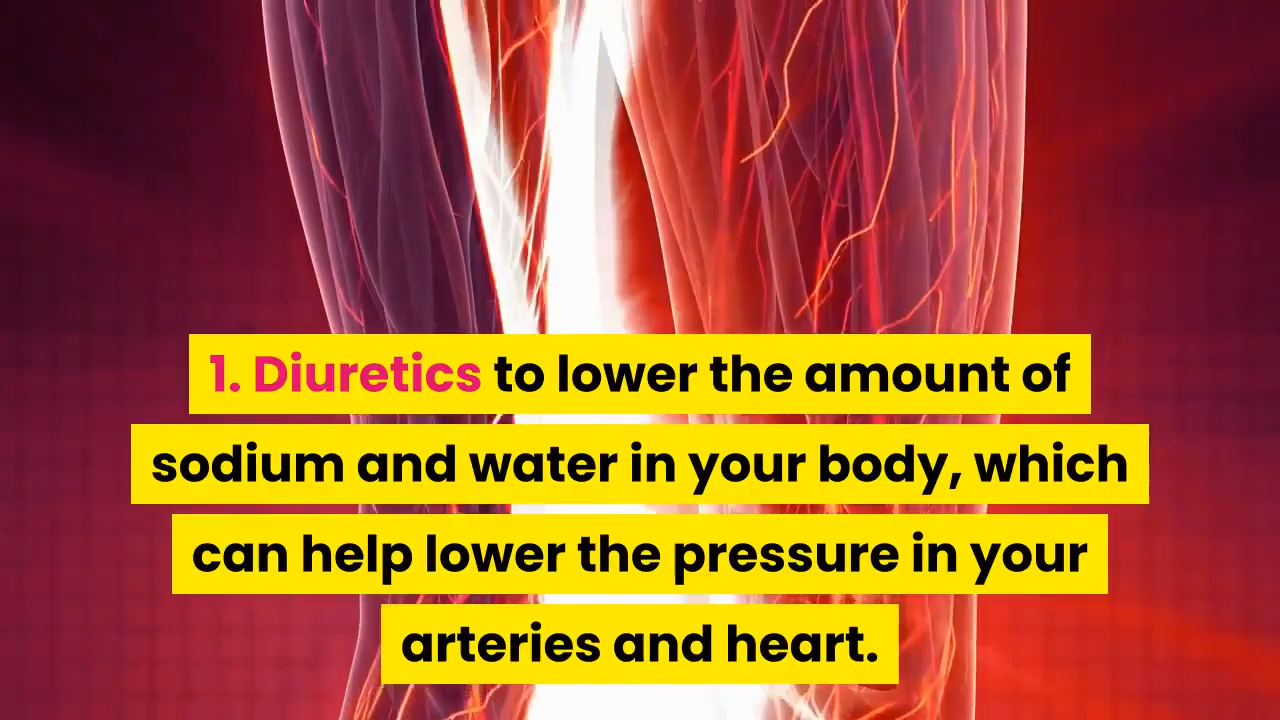 1. Diuretics to lower the amount of
sodium and water in your body, which
can help lower the pressure in your
arteries and heart.